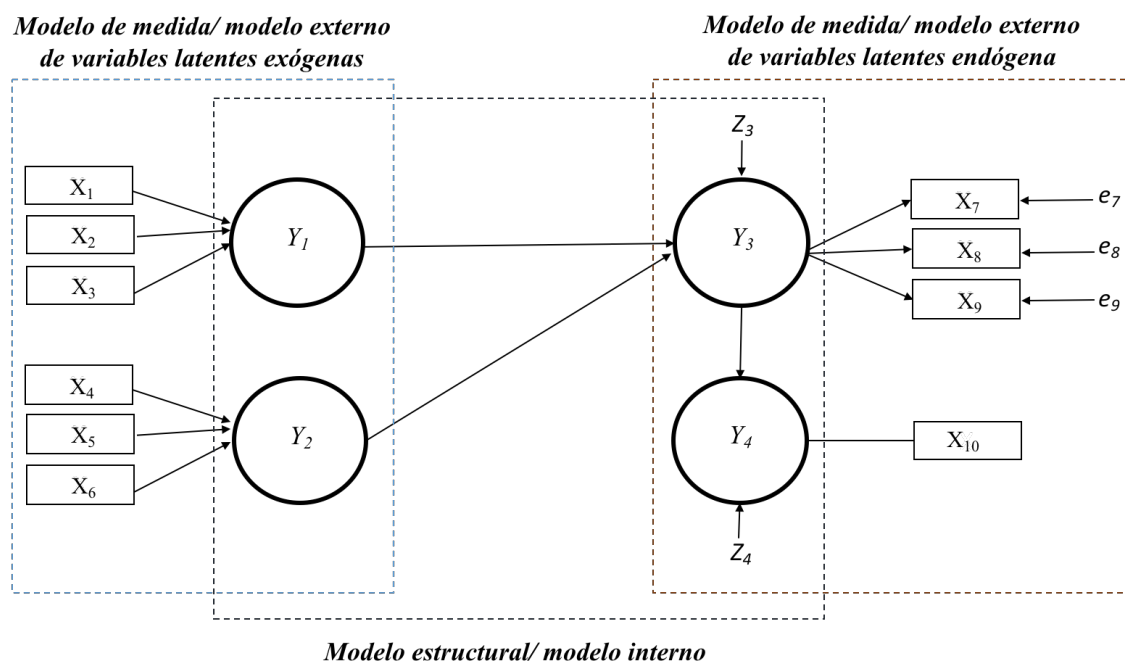 Modelo de medida/ modelo externo
de variables latentes exógenas
Modelo de medida/ modelo externo
de variables latentes endógena
X₁
X₂
X₃
X₄
X₅
X₆
Y₁
Y₂
Z₃
Y₃
Y₄
Z₄
X₇
X₈
X₉
X₁₀
e₇
e₈
e₉
Modelo estructural/ modelo interno